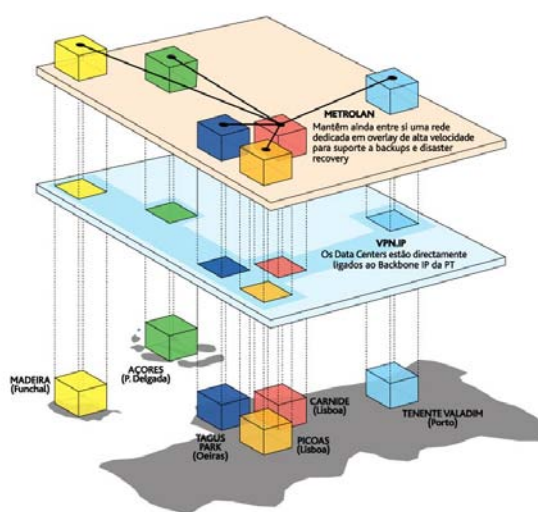 METROLAN
Mantêm ainda entre si uma rede
dedicada em overlay de alta velocidade
para suporte a backups e disaster
recovery
VPN.IP
Os Data Centers estão directamente
ligados ao Backbone IP da PT
AÇORES
(P. Delgada)
MADEIRA
(Funchal)
CARNIDE
(Lisboa)
TENENTE VALADIM
(Porto)
TAGUS
PARK
(Oeiras)
PICOAS
(Lisboa)